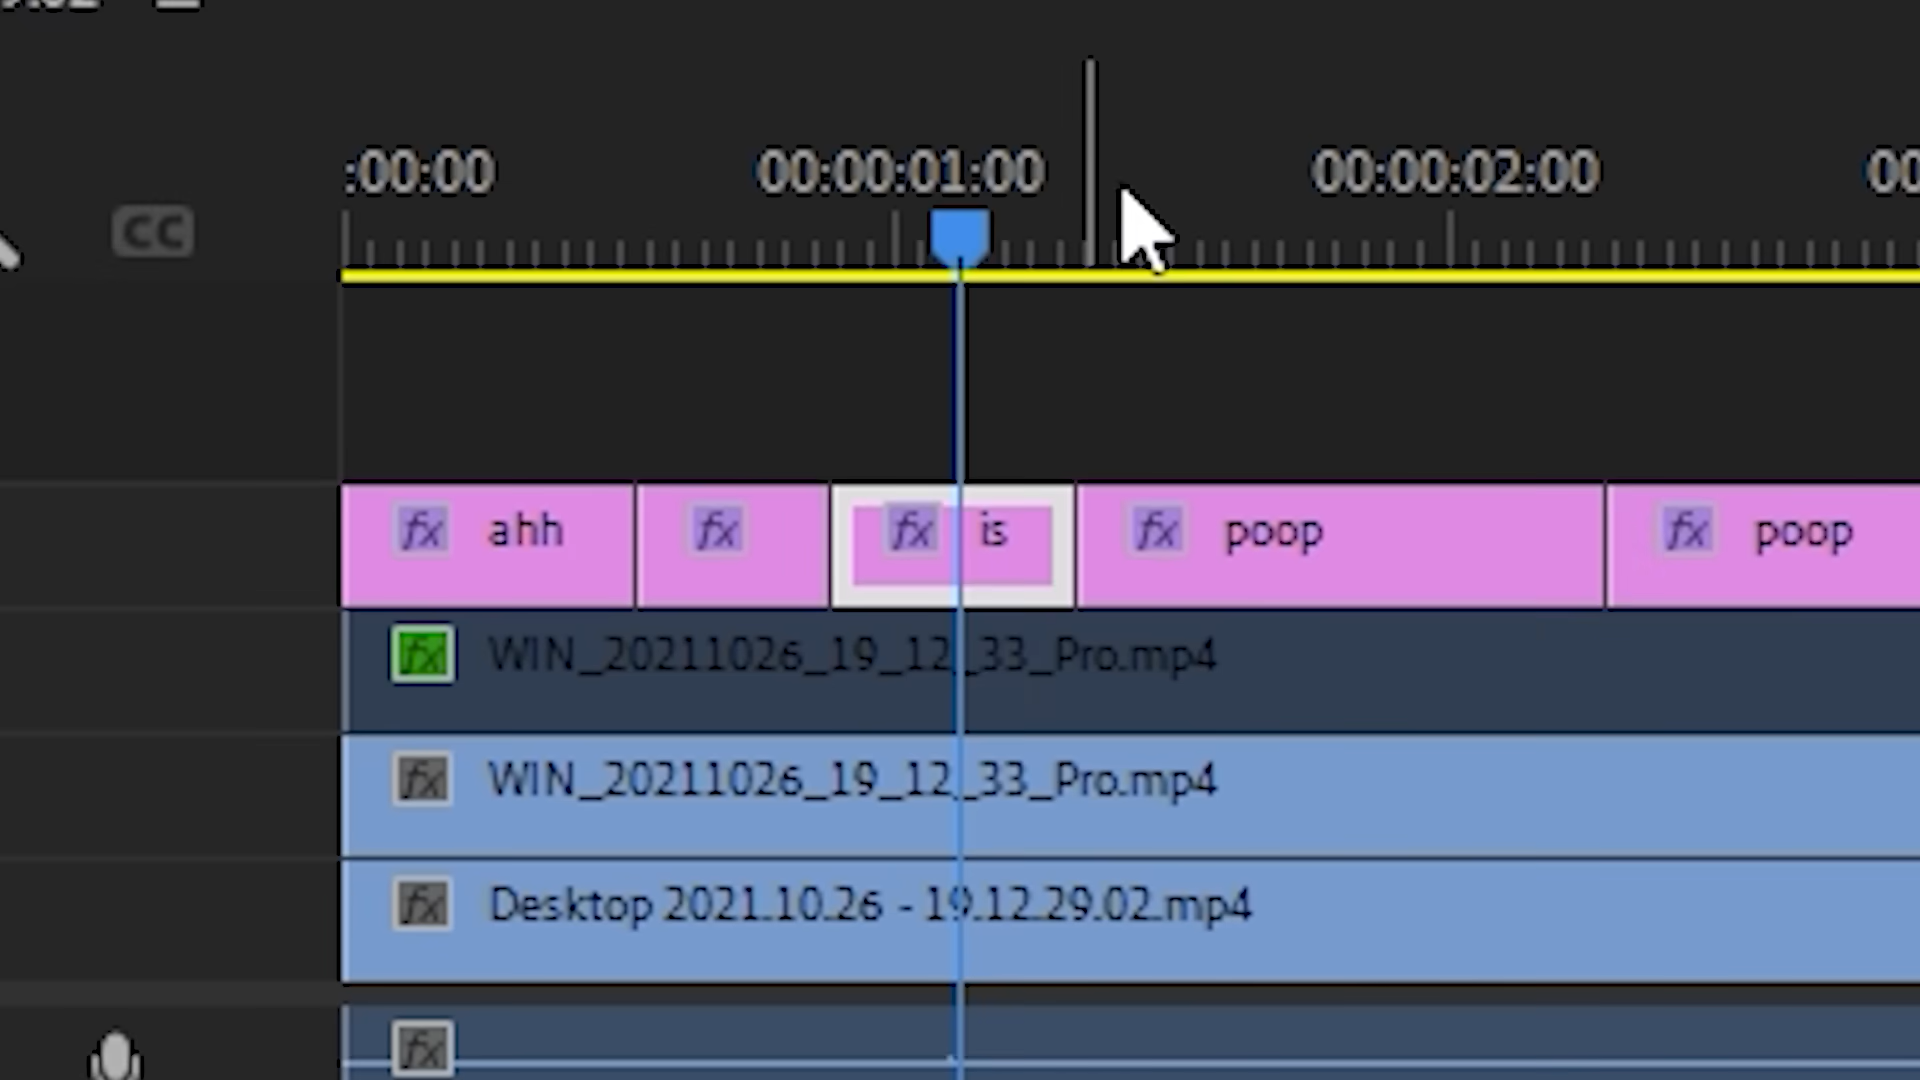 :00:00 00:00:01:00 00:00:02:00 00
CC
fx ahh fx fx is fx poop fx poop
fx WIN_20211026_19_12_33_Pro.mp4
fx WIN_20211026_19_12_33_Pro.mp4
fx Desktop 2021.10.26 - 19.12.29.02.mp4
fx